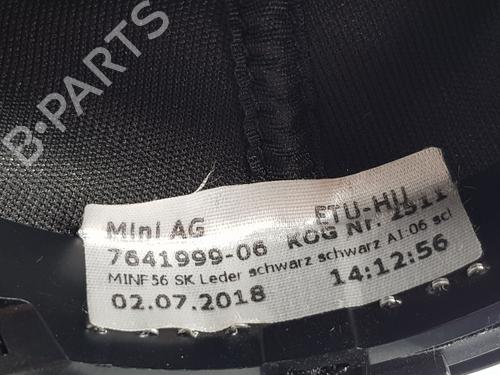 B-PARTS
Mini AG ETU-HU
7641999-06 KOG Nr. 2511
MINF56 SK Leder schwarz schwarz A1-06 scl
02.07.2018 14:12:56